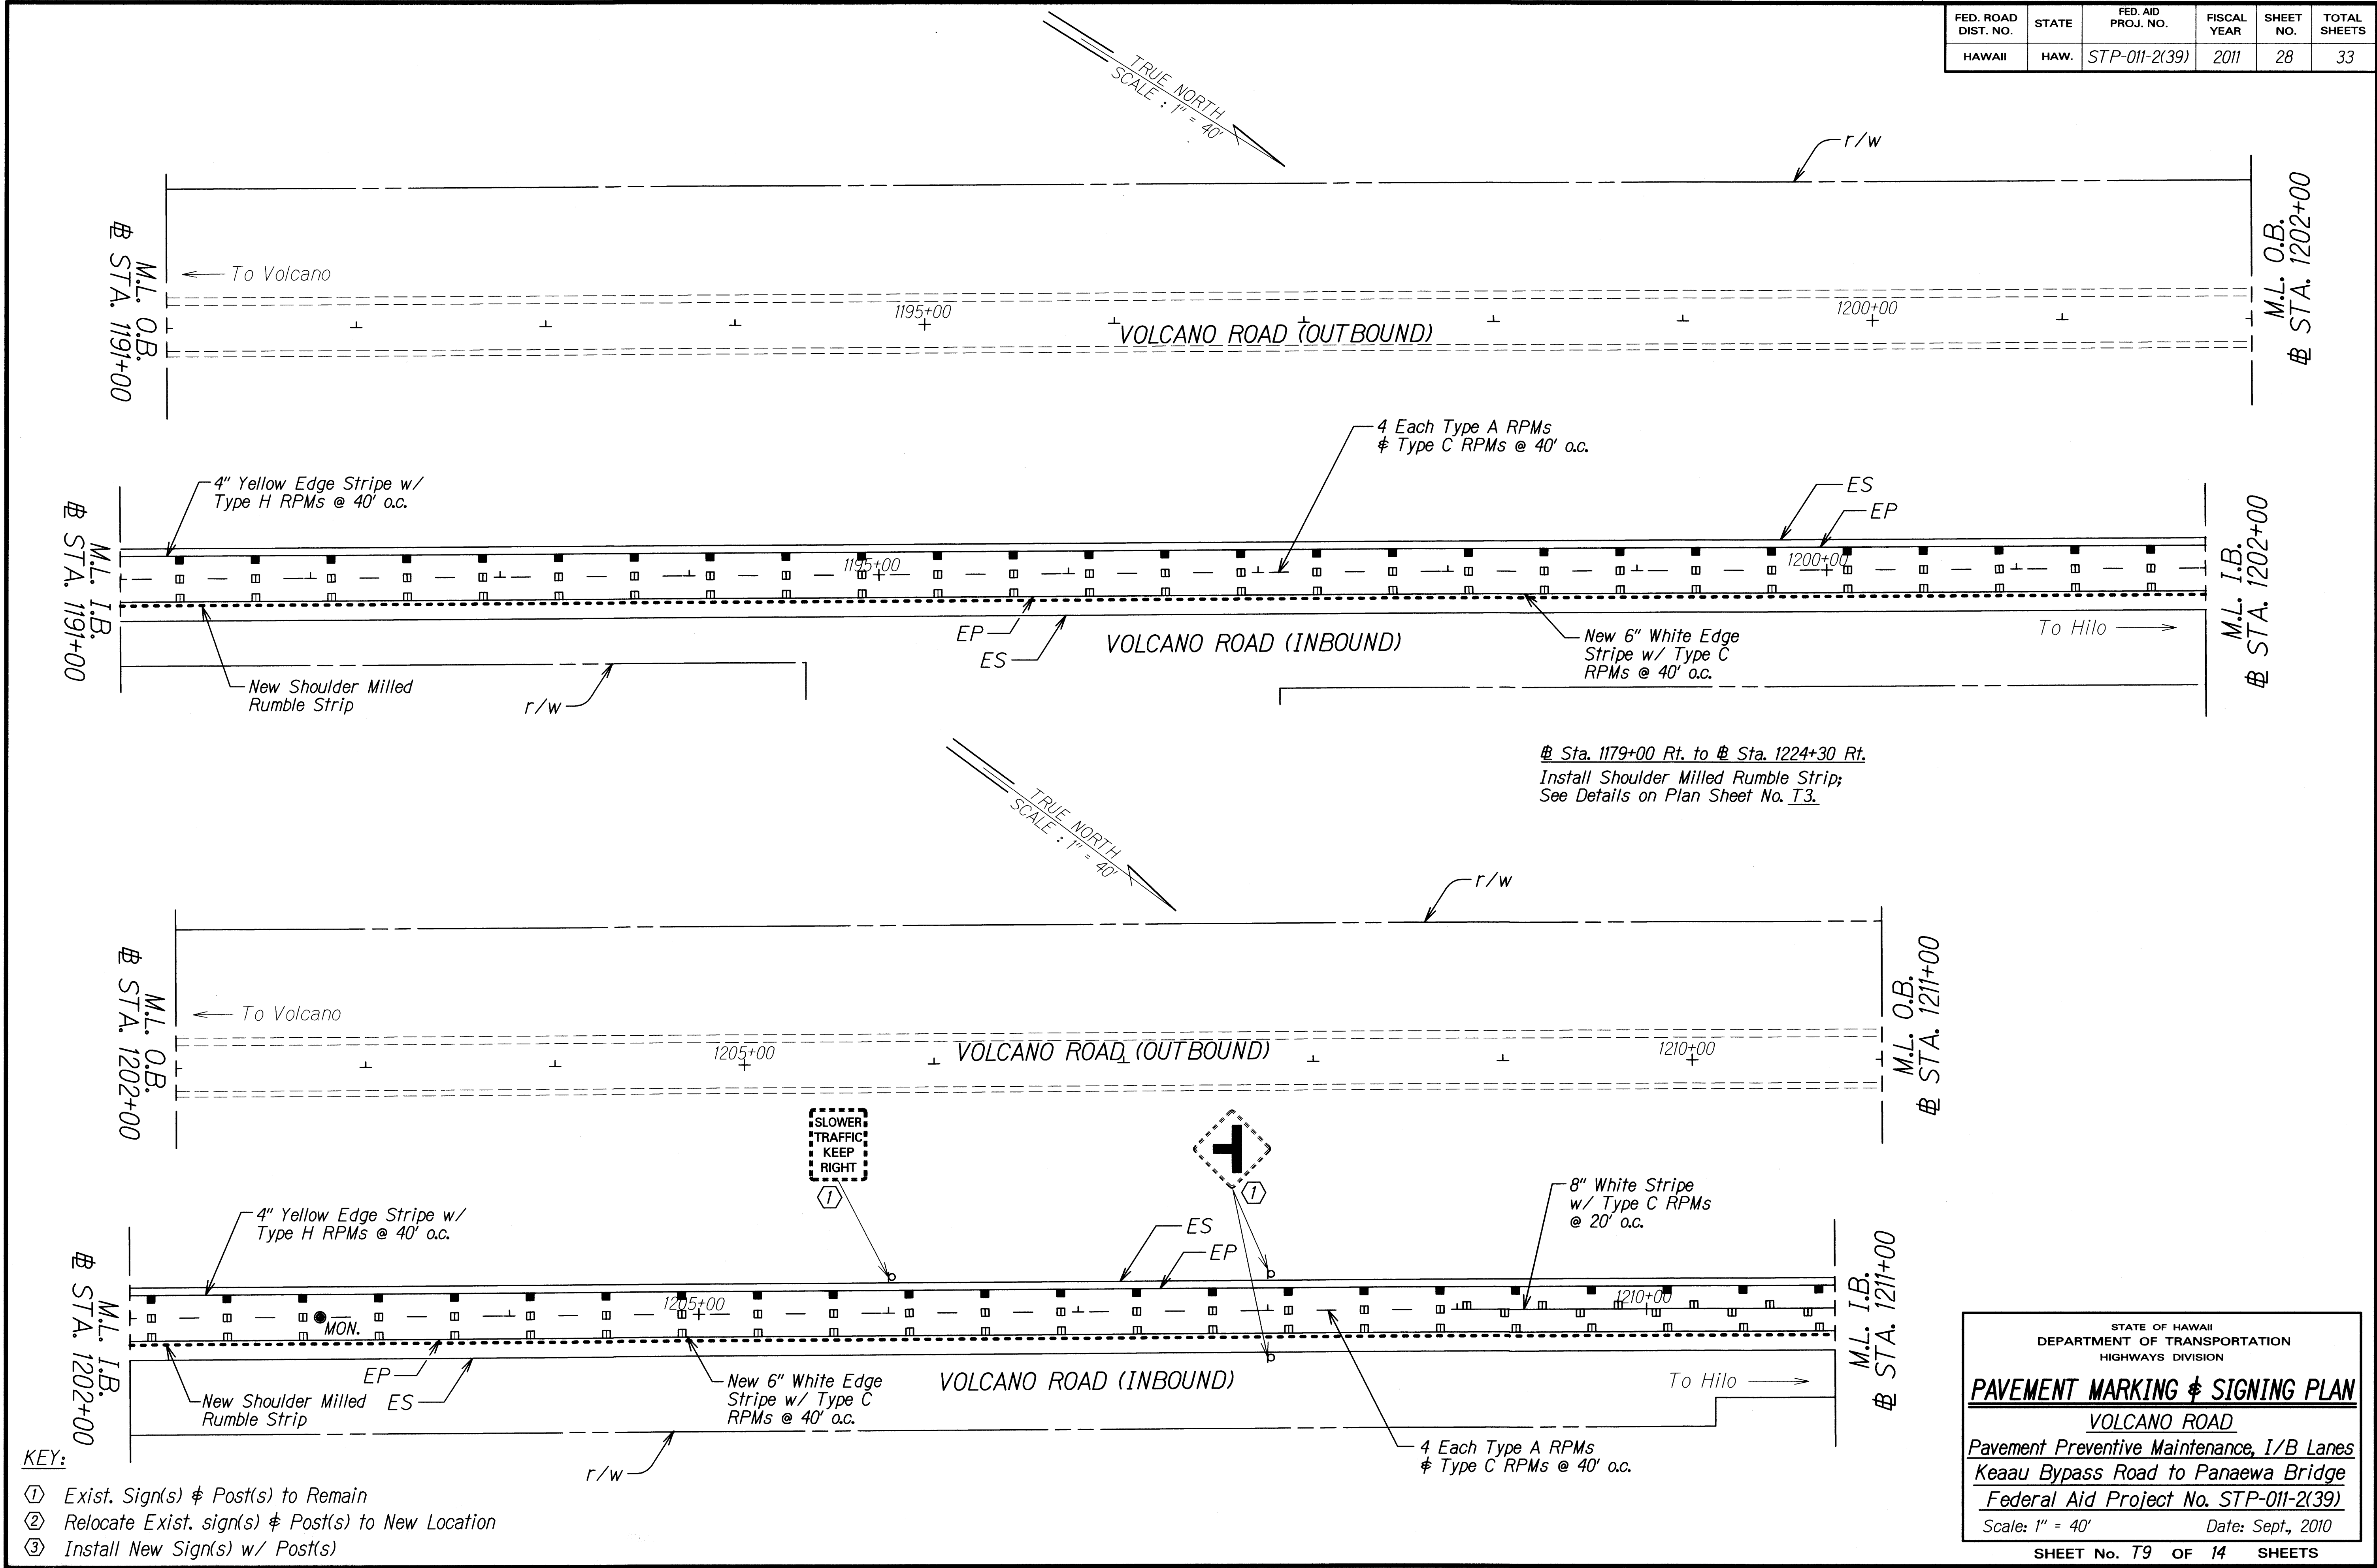 FED. ROAD DIST. NO. STATE FED. AID PROJ. NO. FISCAL YEAR SHEET NO. TOTAL SHEETS
HAWAII HAW. STP-011-2(39) 2011 28 33
TRUE NORTH
SCALE : 1" = 40'
r/w
M.L. O.B.
℄ STA. 1191+00
To Volcano
1195+00
1200+00
VOLCANO ROAD (OUTBOUND)
M.L. O.B.
℄ STA. 1202+00
4 Each Type A RPMs
& Type C RPMs @ 40' o.c.
4" Yellow Edge Stripe w/
Type H RPMs @ 40' o.c.
ES
EP
M.L. I.B.
℄ STA. 1191+00
1195+00
1200+00
M.L. I.B.
℄ STA. 1202+00
EP
ES
VOLCANO ROAD (INBOUND)
New 6" White Edge
Stripe w/ Type C
RPMs @ 40' o.c.
To Hilo
New Shoulder Milled
Rumble Strip
r/w
℄ Sta. 1179+00 Rt. to ℄ Sta. 1224+30 Rt.
Install Shoulder Milled Rumble Strip;
See Details on Plan Sheet No. T3.
TRUE NORTH
SCALE : 1" = 40'
r/w
M.L. O.B.
℄ STA. 1202+00
To Volcano
1205+00
VOLCANO ROAD (OUTBOUND)
1210+00
M.L. O.B.
℄ STA. 1211+00
SLOWER
TRAFFIC
KEEP
RIGHT
1
1
8" White Stripe
w/ Type C RPMs
@ 20' o.c.
4" Yellow Edge Stripe w/
Type H RPMs @ 40' o.c.
ES
EP
M.L. I.B.
℄ STA. 1202+00
1205+00
1210+00
MON.
M.L. I.B.
℄ STA. 1211+00
EP
ES
New Shoulder Milled
Rumble Strip
New 6" White Edge
Stripe w/ Type C
RPMs @ 40' o.c.
VOLCANO ROAD (INBOUND)
To Hilo
4 Each Type A RPMs
& Type C RPMs @ 40' o.c.
r/w
KEY:
1 Exist. Sign(s) & Post(s) to Remain
2 Relocate Exist. sign(s) & Post(s) to New Location
3 Install New Sign(s) w/ Post(s)
STATE OF HAWAII
DEPARTMENT OF TRANSPORTATION
HIGHWAYS DIVISION
PAVEMENT MARKING & SIGNING PLAN
VOLCANO ROAD
Pavement Preventive Maintenance, I/B Lanes
Keaau Bypass Road to Panaewa Bridge
Federal Aid Project No. STP-011-2(39)
Scale: 1" = 40' Date: Sept., 2010
SHEET No. T9 OF 14 SHEETS